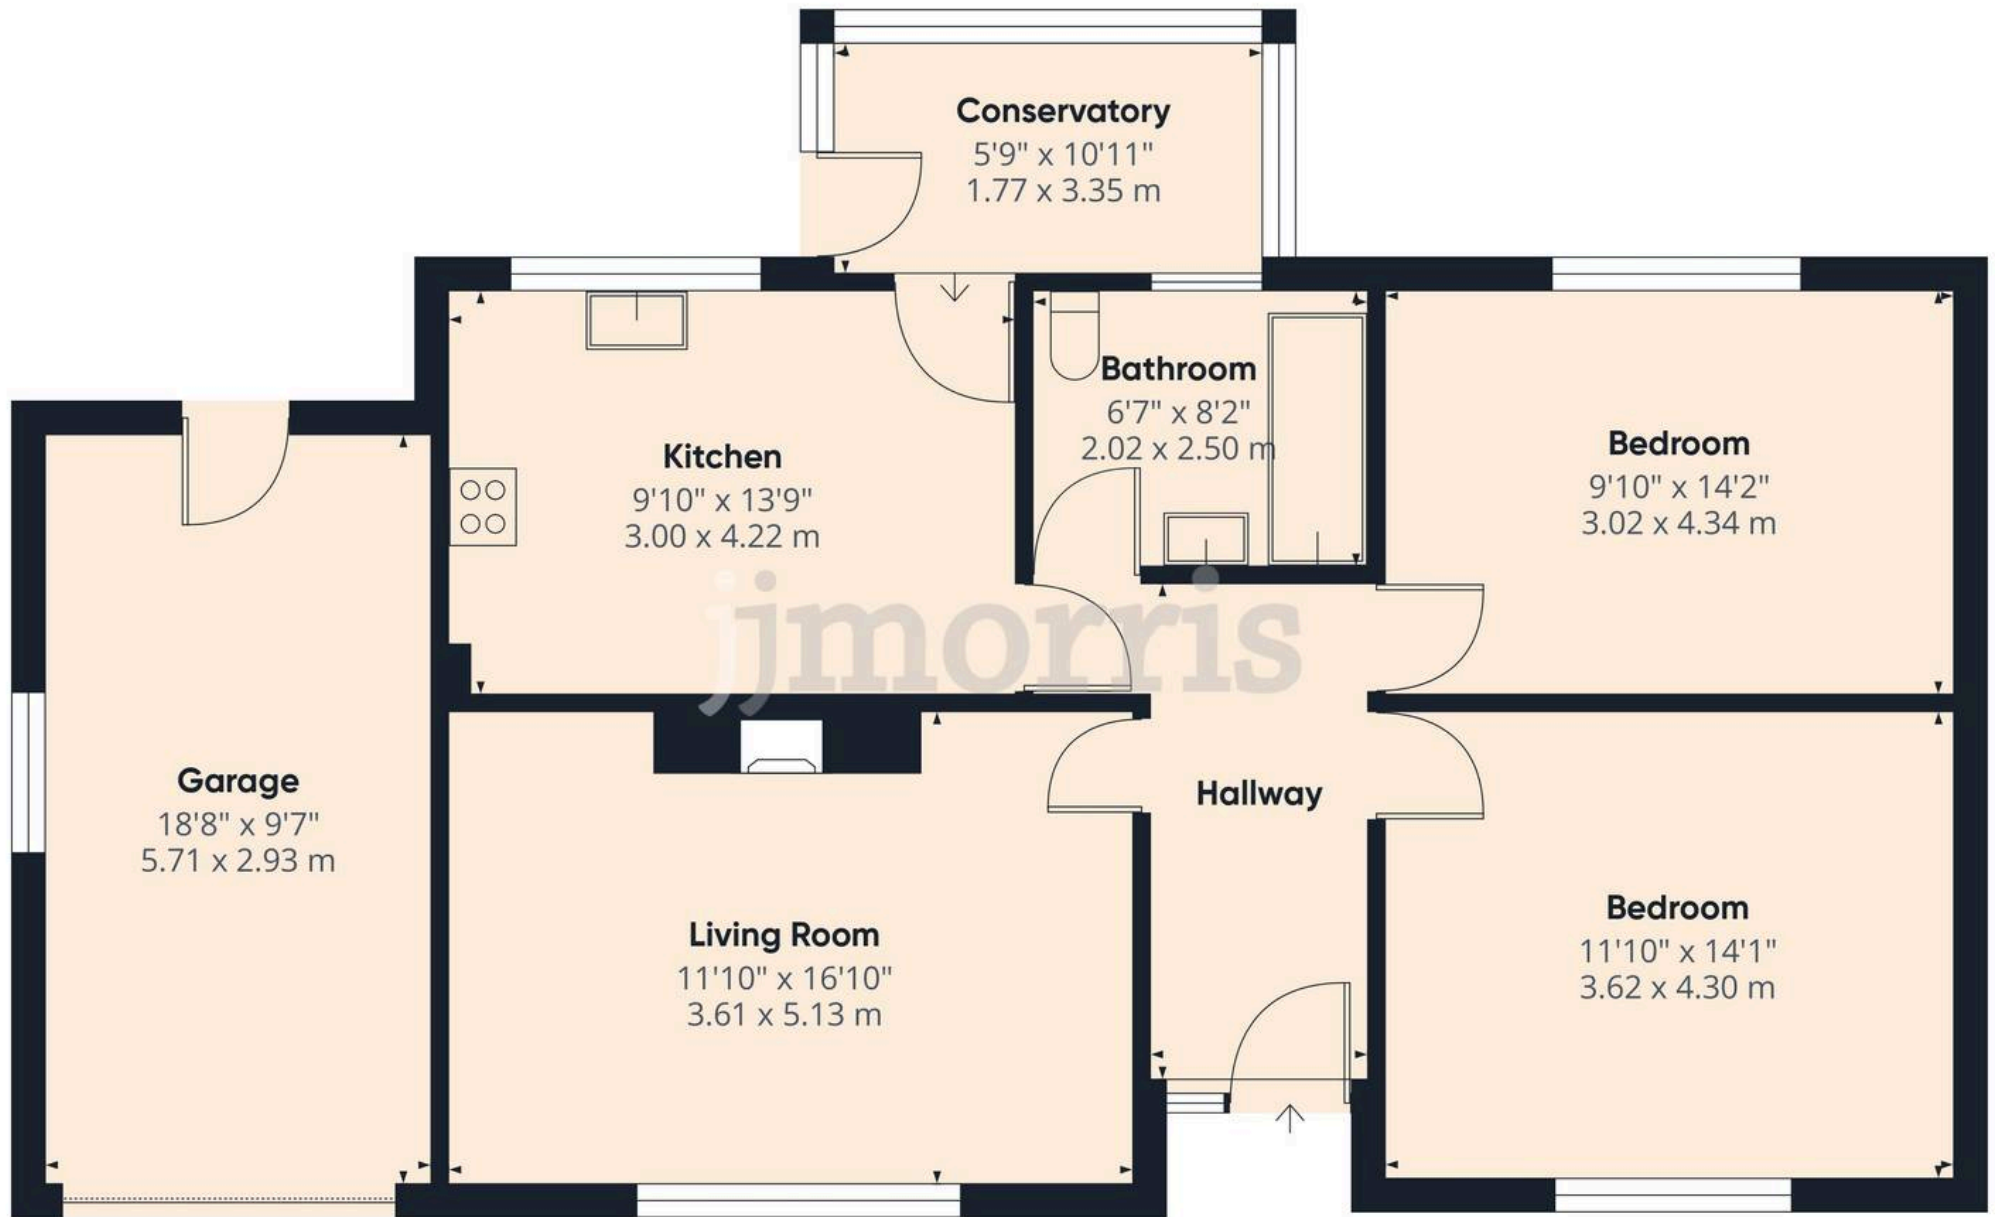 Conservatory
5'9" x 10'11"
1.77 x 3.35 m
Bathroom
6'7" x 8'2"
2.02 x 2.50 m
Kitchen
9'10" x 13'9"
3.00 x 4.22 m
Bedroom
9'10" x 14'2"
3.02 x 4.34 m
jjmorris
Garage
18'8" x 9'7"
5.71 x 2.93 m
Hallway
Living Room
11'10" x 16'10"
3.61 x 5.13 m
Bedroom
11'10" x 14'1"
3.62 x 4.30 m